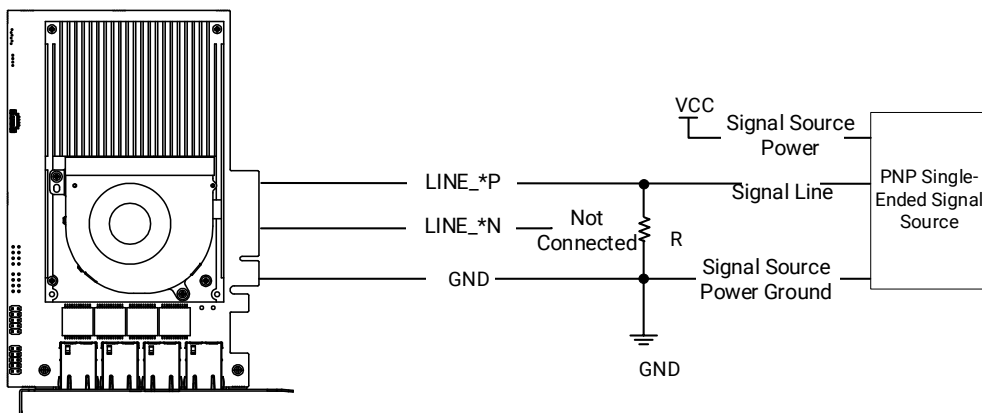 VCC
Signal Source
Power
LINE_*P
Signal Line
PNP Single-
Ended Signal
Source
LINE_*N
Not
Connected
R
GND
Signal Source
Power Ground
GND